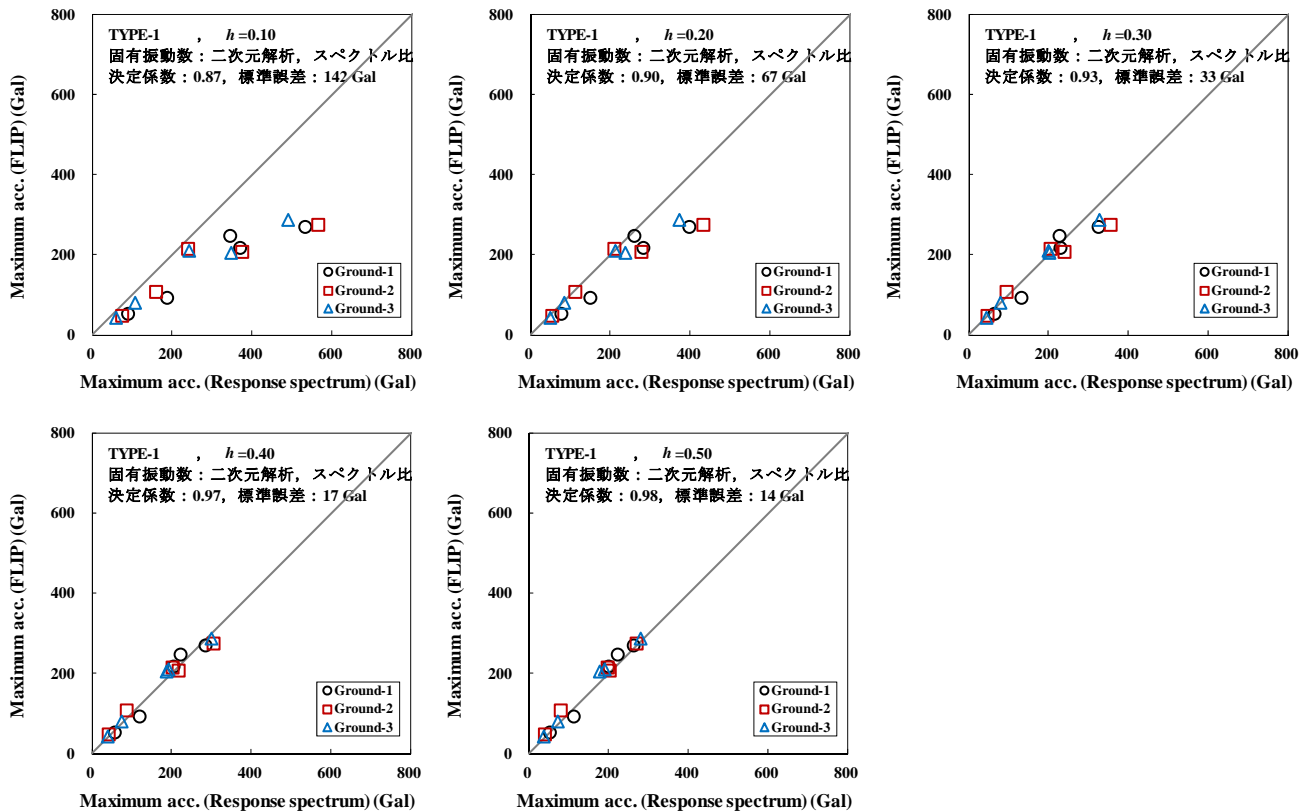 Maximum acc. (FLIP) (Gal)
800
600
400
200
0
TYPE-1 , h=0.10
固有振動数：二次元解析，スペクトル比
決定係数：0.87，標準誤差：142 Gal
Ground-1
Ground-2
Ground-3
0 200 400 600 800
Maximum acc. (Response spectrum) (Gal)
Maximum acc. (FLIP) (Gal)
800
600
400
200
0
TYPE-1 , h=0.20
固有振動数：二次元解析，スペクトル比
決定係数：0.90，標準誤差：67 Gal
Ground-1
Ground-2
Ground-3
0 200 400 600 800
Maximum acc. (Response spectrum) (Gal)
Maximum acc. (FLIP) (Gal)
800
600
400
200
0
TYPE-1 , h=0.30
固有振動数：二次元解析，スペクトル比
決定係数：0.93，標準誤差：33 Gal
Ground-1
Ground-2
Ground-3
0 200 400 600 800
Maximum acc. (Response spectrum) (Gal)
Maximum acc. (FLIP) (Gal)
800
600
400
200
0
TYPE-1 , h=0.40
固有振動数：二次元解析，スペクトル比
決定係数：0.97，標準誤差：17 Gal
Ground-1
Ground-2
Ground-3
0 200 400 600 800
Maximum acc. (Response spectrum) (Gal)
Maximum acc. (FLIP) (Gal)
800
600
400
200
0
TYPE-1 , h=0.50
固有振動数：二次元解析，スペクトル比
決定係数：0.98，標準誤差：14 Gal
Ground-1
Ground-2
Ground-3
0 200 400 600 800
Maximum acc. (Response spectrum) (Gal)